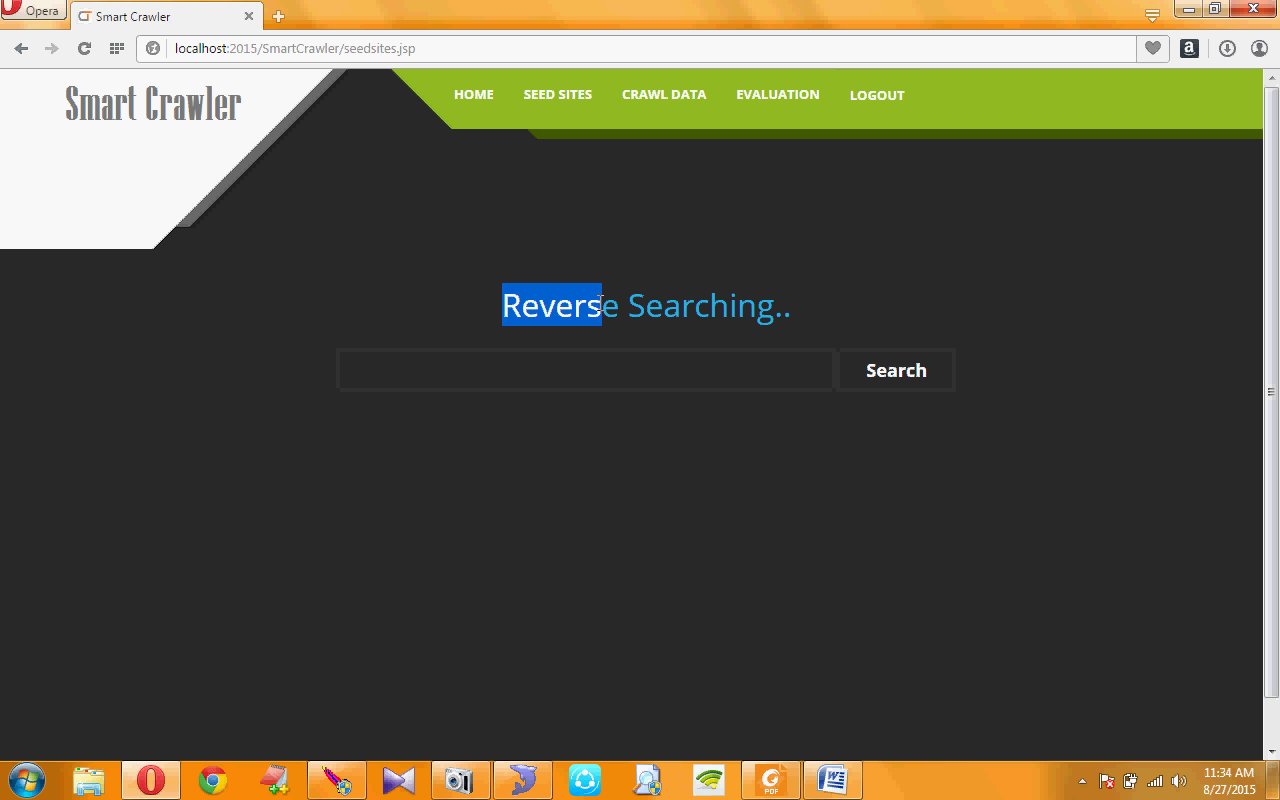 Opera
Smart Crawler
localhost:2015/SmartCrawler/seedsites.jsp
a
Smart Crawler
HOME
SEED SITES
CRAWL DATA
EVALUATION
LOGOUT
Reverse Searching..
Search
G
PDF
W
11:34 AM
8/27/2015